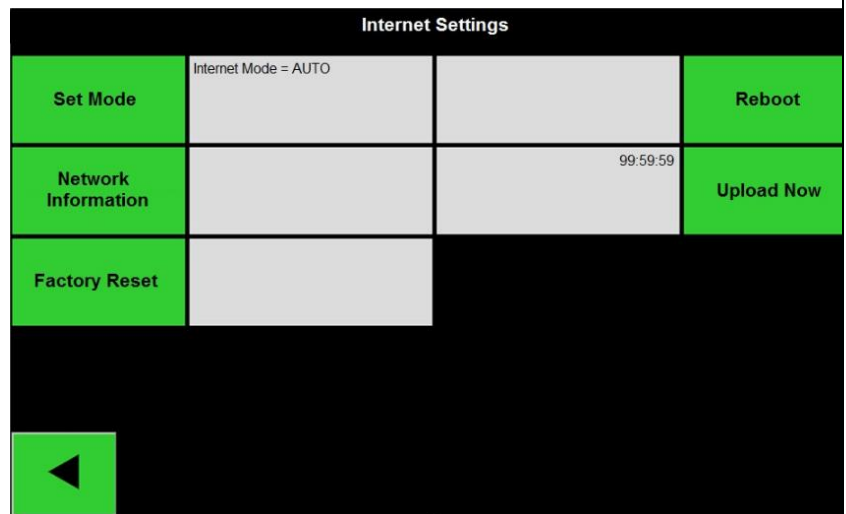 Internet Settings
Set Mode
Internet Mode = AUTO
Reboot
Network
Information
99:59:59
Upload Now
Factory Reset